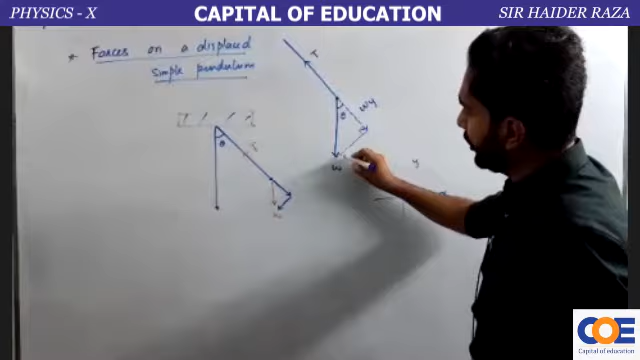 PHYSICS - X
CAPITAL OF EDUCATION
SIR HAIDER RAZA
* Forces on a displaced
simple pendulum
T
θ
Wy
W
y
θ
COE
Capital of education